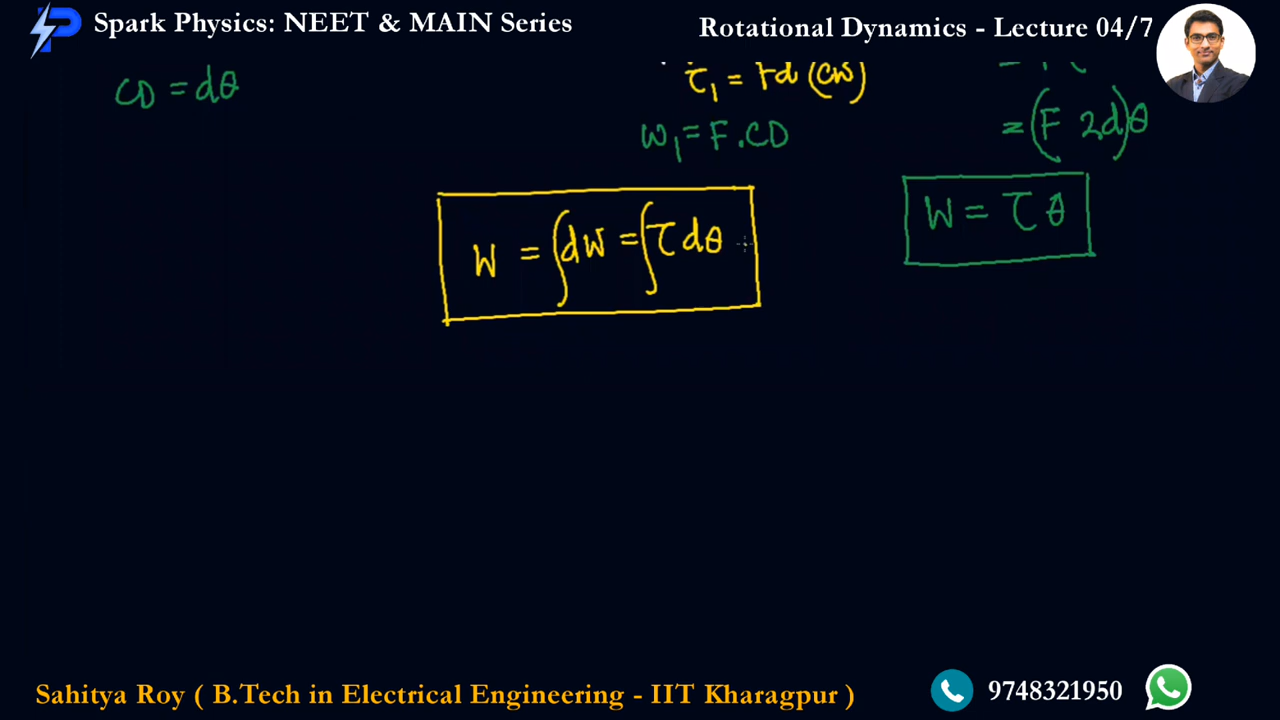 Spark Physics: NEET & MAIN Series
Rotational Dynamics - Lecture 04/7
CD = dθ
τ₁ = Fd (CW)
W₁ = F.CD
= (F 2d)θ
W = ∫dW = ∫τdθ
W = τθ
Sahitya Roy ( B.Tech in Electrical Engineering - IIT Kharagpur )
9748321950